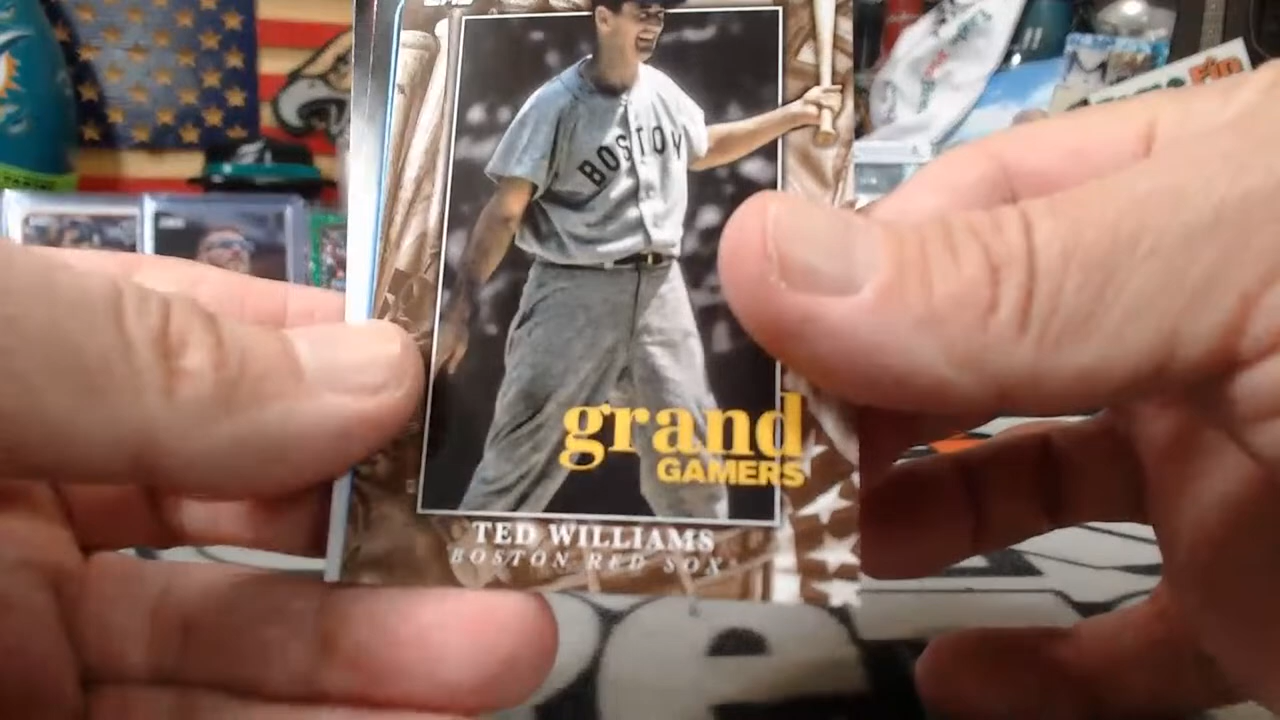 BOSTON
grand
GAMERS
TED WILLIAMS
BOSTON RED SOX